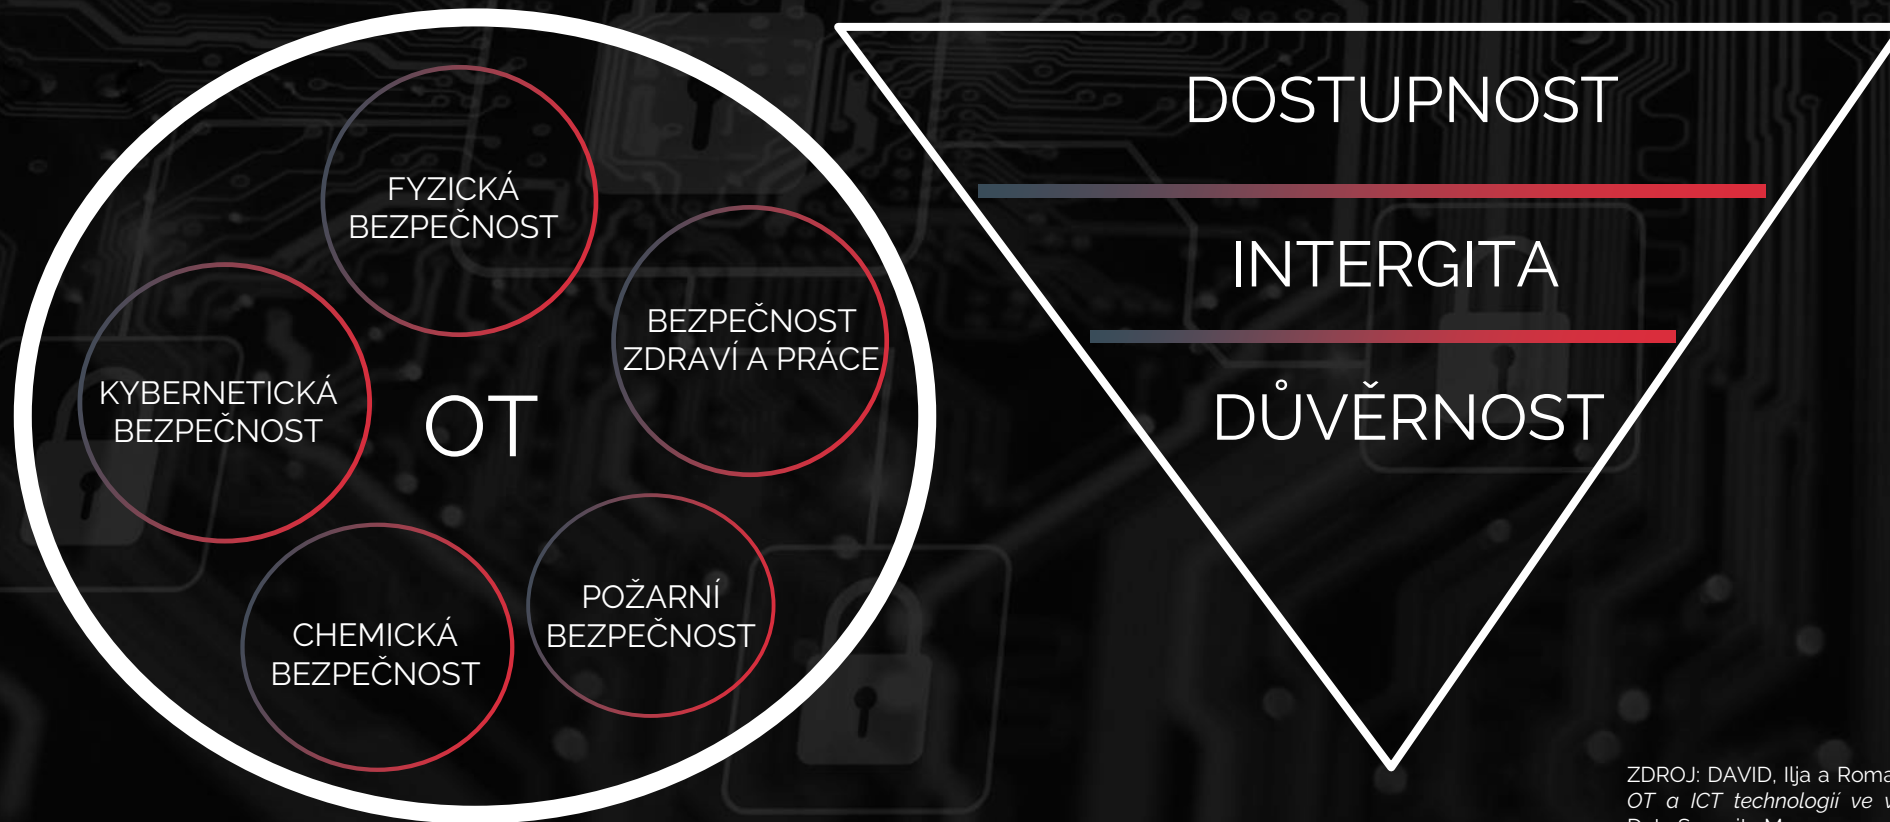 FYZICKÁ
BEZPEČNOST
BEZPEČNOST
ZDRAVÍ A PRÁCE
KYBERNETICKÁ
BEZPEČNOST
OT
POŽARNÍ
BEZPEČNOST
CHEMICKÁ
BEZPEČNOST
DOSTUPNOST
INTERGITA
DŮVĚRNOST
ZDROJ: DAVID, Ilja a
OT a ICT technologií ve